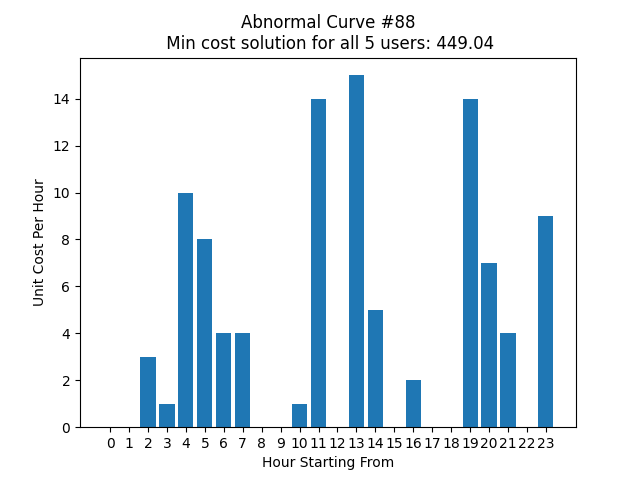 Abnormal Curve #88
Min cost solution for all 5 users: 449.04
Unit Cost Per Hour
14
12
10
8
6
4
2
0
0 1 2 3 4 5 6 7 8 9 10 11 12 13 14 15 16 17 18 19 20 21 22 23
Hour Starting From